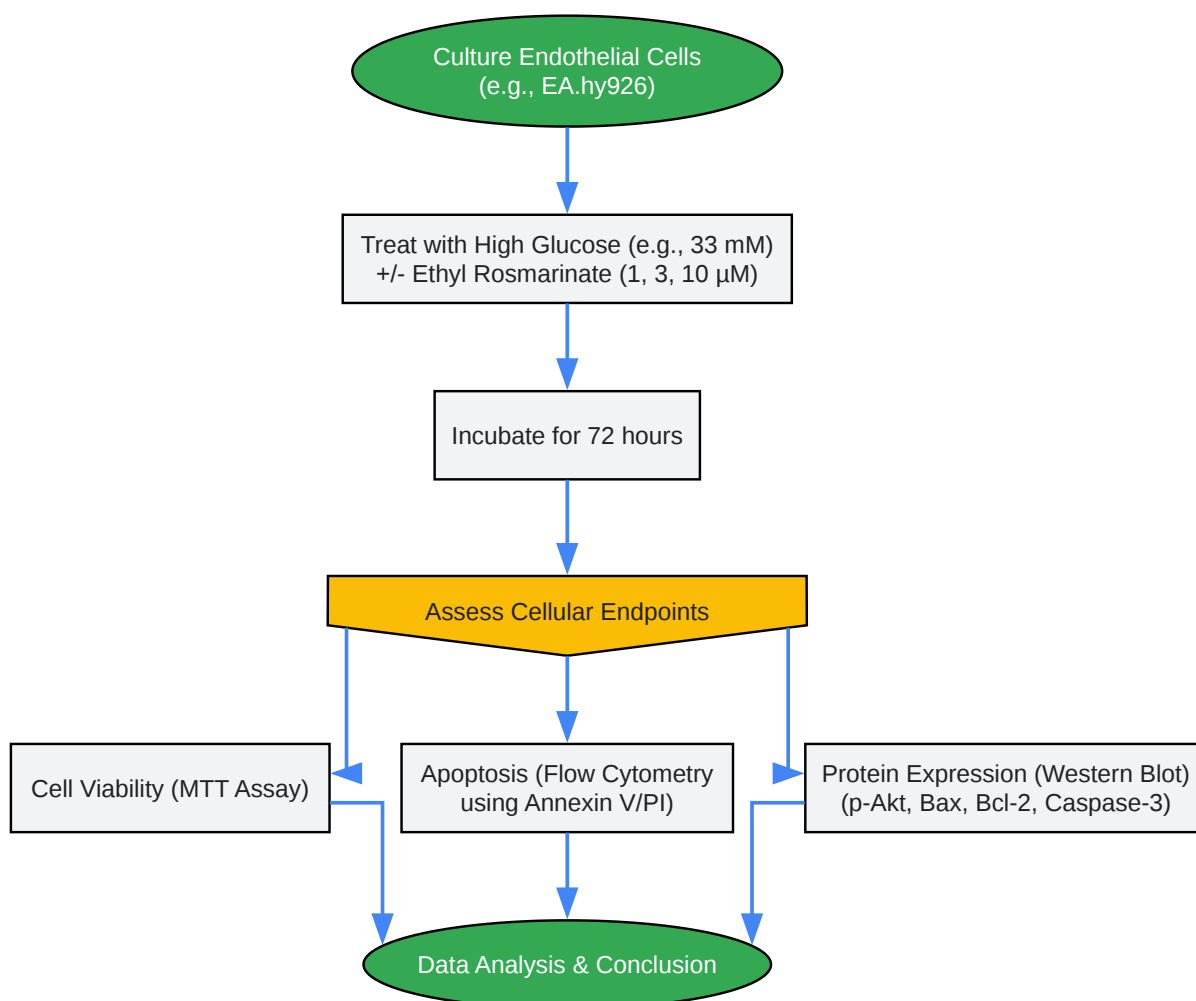 Culture Endothelial Cells
(e.g., EA.hy926)
Treat with High Glucose (e.g., 33 mM)
+/- Ethyl Rosmarinate (1, 3, 10 µM)
Incubate for 72 hours
Assess Cellular Endpoints
Cell Viability (MTT Assay)
Apoptosis (Flow Cytometry
using Annexin V/PI)
Protein Expression (Western Blot)
(p-Akt, Bax, Bcl-2, Caspase-3)
Data Analysis & Conclusion